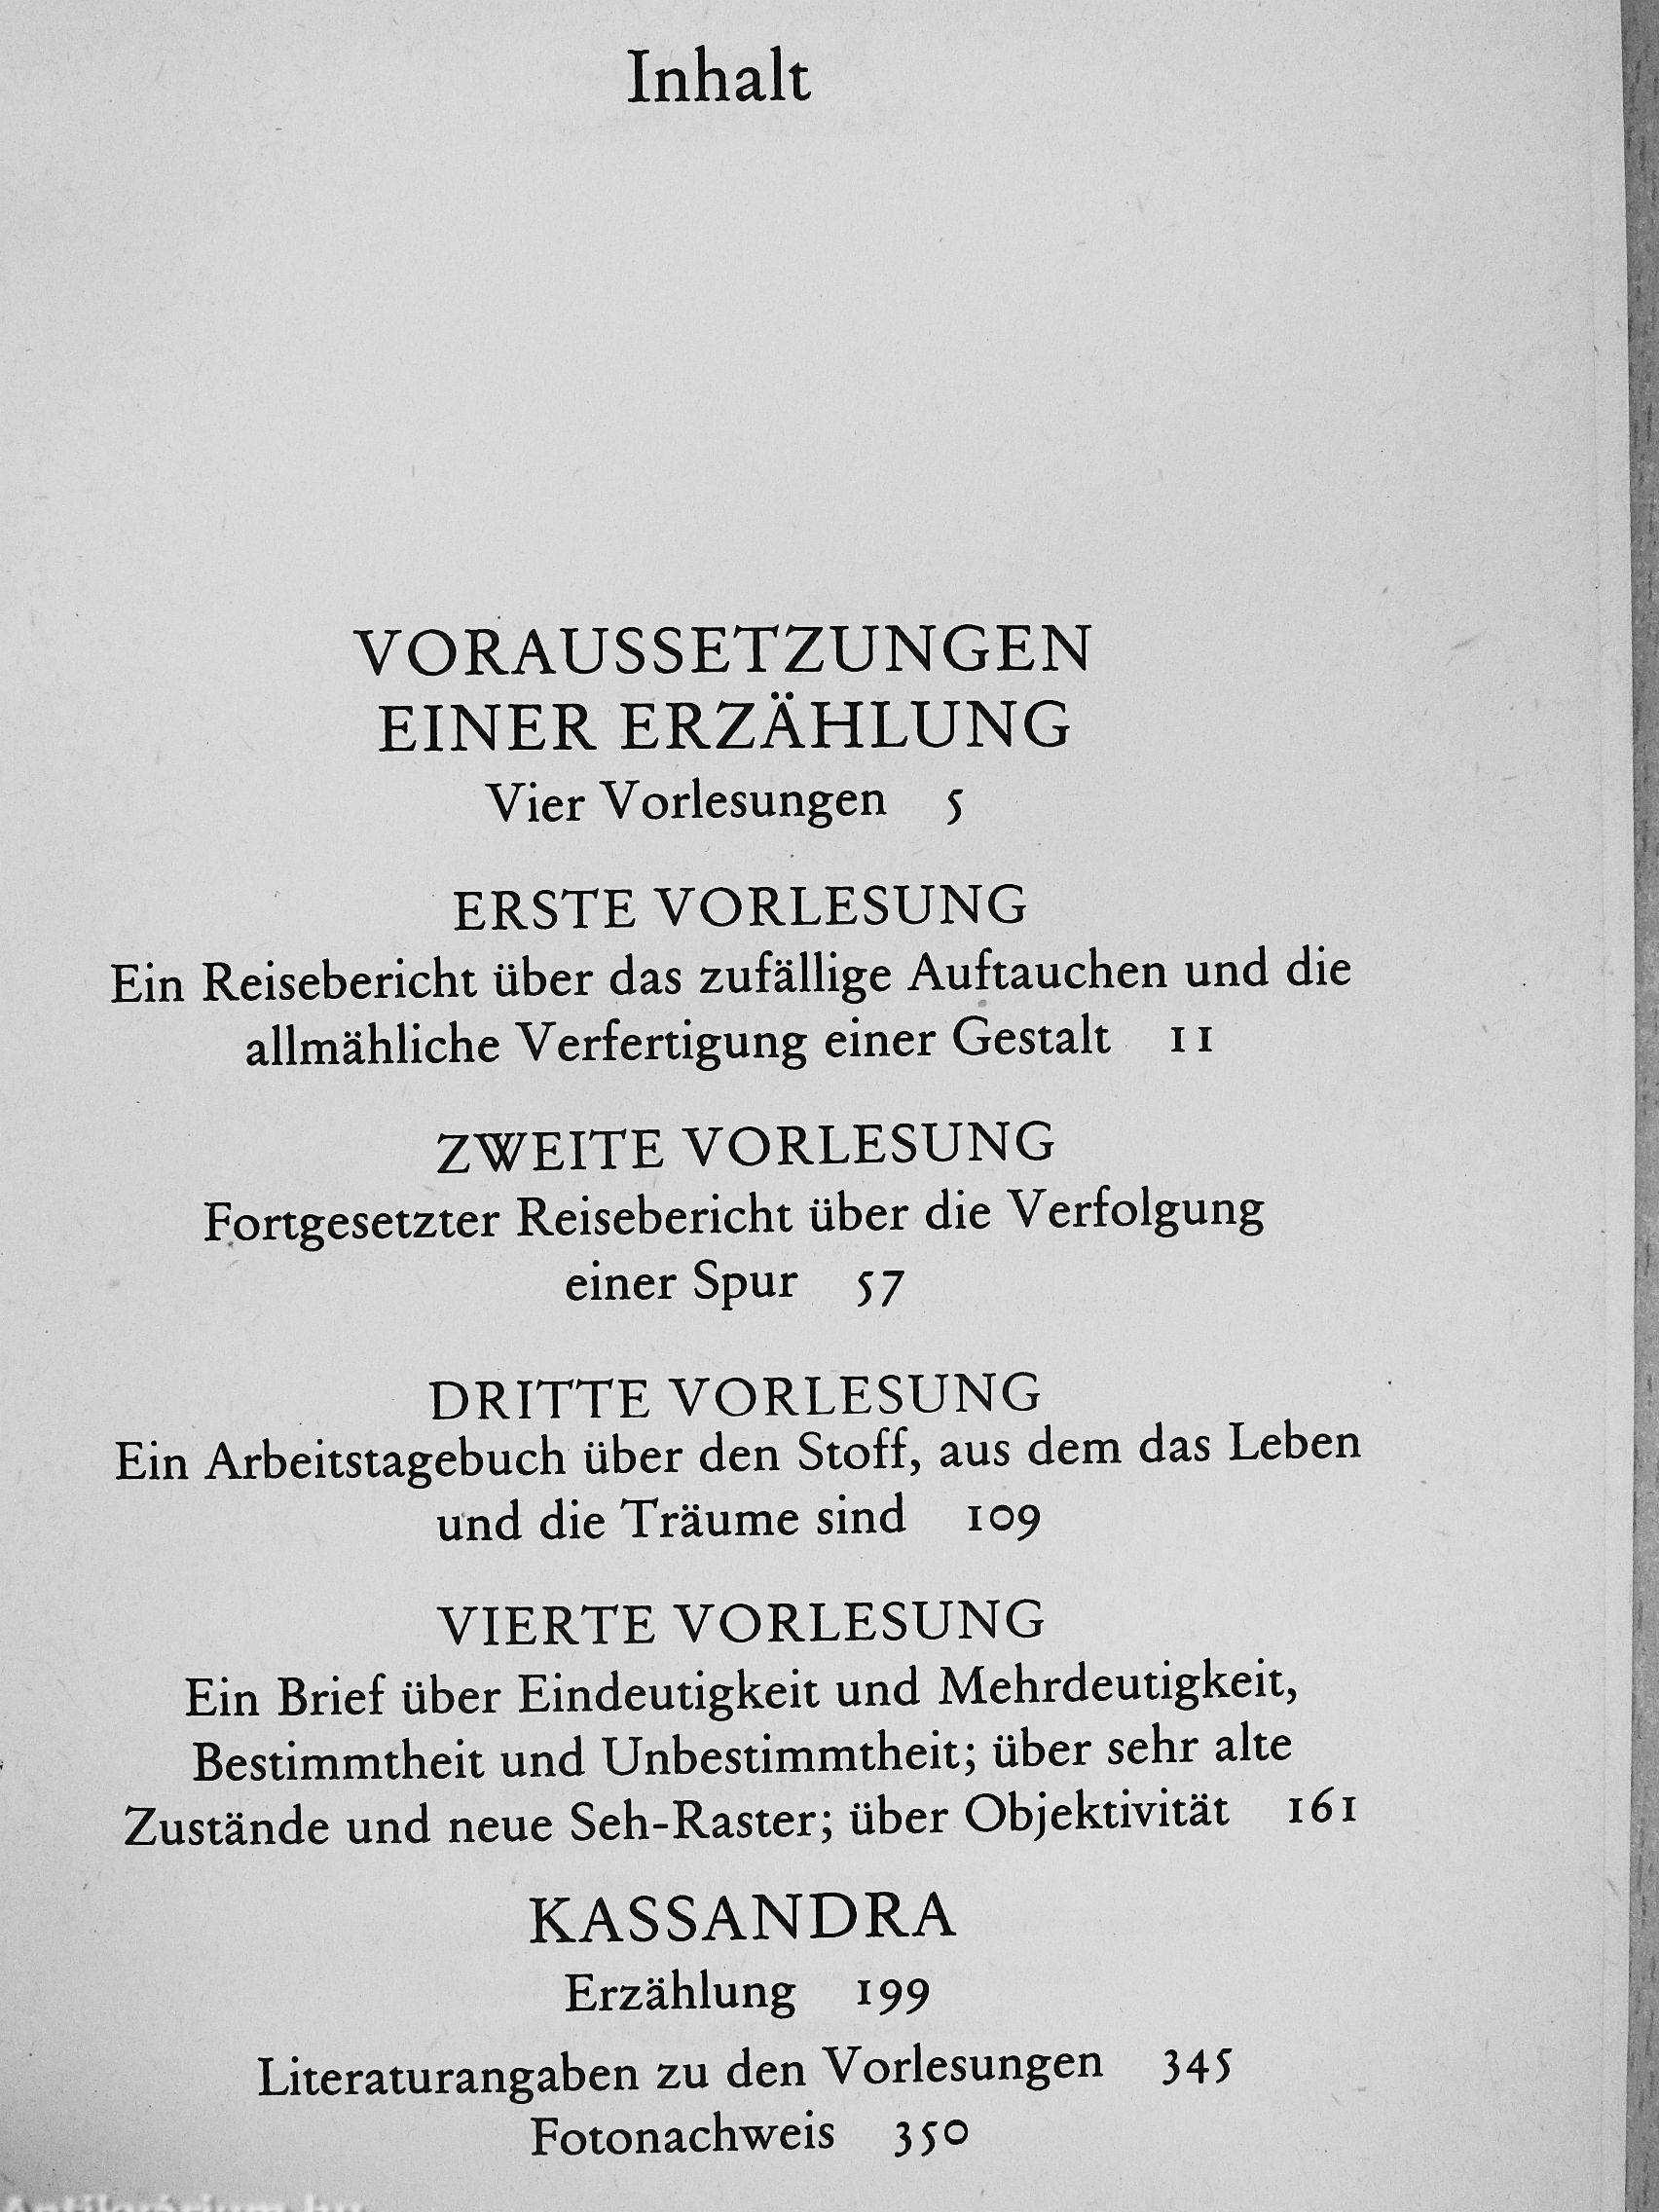 Inhalt
VORAUSSETZUNGEN
EINER ERZÄHLUNG
Vier Vorlesungen 5
ERSTE VORLESUNG
Ein Reisebericht über das zufällige Auftauchen und die
allmähliche Verfertigung einer Gestalt 11
ZWEITE VORLESUNG
Fortgesetzter Reisebericht über die Verfolgung
einer Spur 57
DRITTE VORLESUNG
Ein Arbeitstagebuch über den Stoff, aus dem das Leben
und die Träume sind 109
VIERTE VORLESUNG
Ein Brief über Eindeutigkeit und Mehrdeutigkeit,
Bestimmtheit und Unbestimmtheit; über sehr alte
Zustände und neue Seh-Raster; über Objektivität 161
KASSANDRA
Erzählung 199
Literaturangaben zu den Vorlesungen 345
Fotonachweis 350